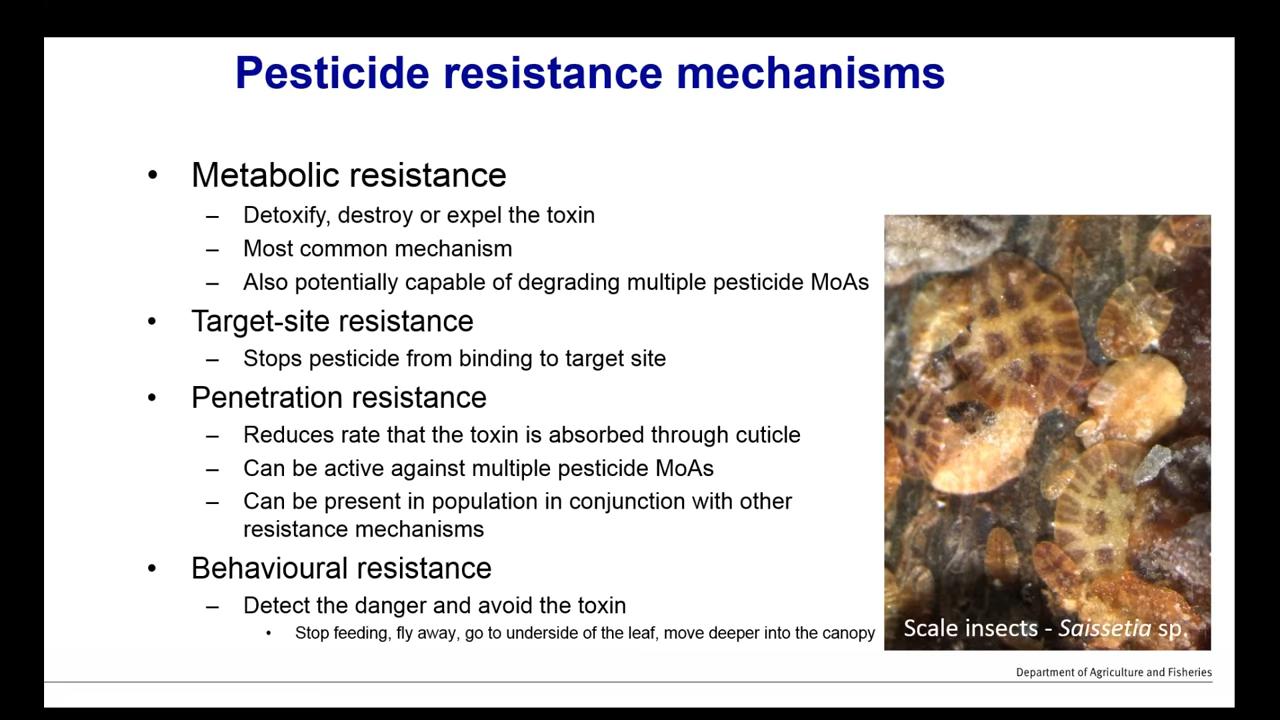 Pesticide resistance mechanisms
• Metabolic resistance
– Detoxify, destroy or expel the toxin
– Most common mechanism
– Also potentially capable of degrading multiple pesticide MoAs
• Target-site resistance
– Stops pesticide from binding to target site
• Penetration resistance
– Reduces rate that the toxin is absorbed through cuticle
– Can be active against multiple pesticide MoAs
– Can be present in population in conjunction with other
resistance mechanisms
• Behavioural resistance
– Detect the danger and avoid the toxin
• Stop feeding, fly away, go to underside of the leaf, move deeper into the canopy
Scale insects - Saissetia sp.
Department of Agriculture and Fisheries